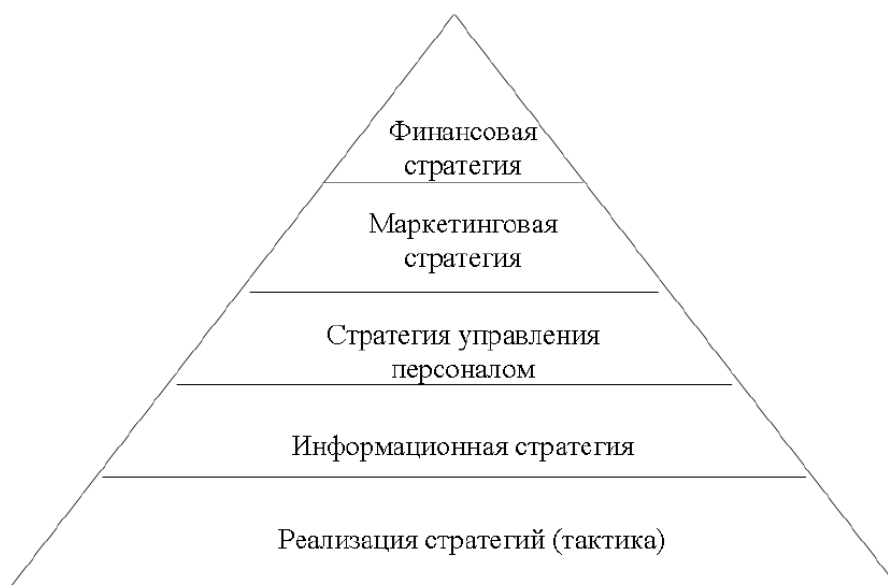 Финансовая
стратегия
Маркетинговая
стратегия
Стратегия управления
персоналом
Информационная стратегия
Реализация стратегий (тактика)